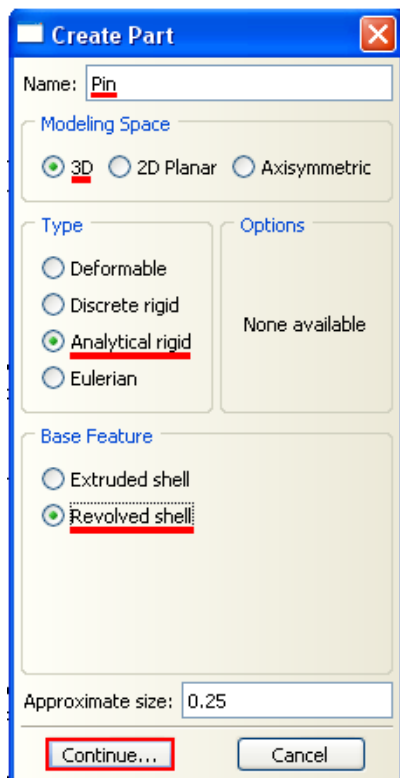 Create Part
Name: Pin
Modeling Space
3D 2D Planar Axisymmetric
Type
Deformable
Discrete rigid
Analytical rigid
Eulerian
Options
None available
Base Feature
Extruded shell
Revolved shell
Approximate size: 0.25
Continue... Cancel